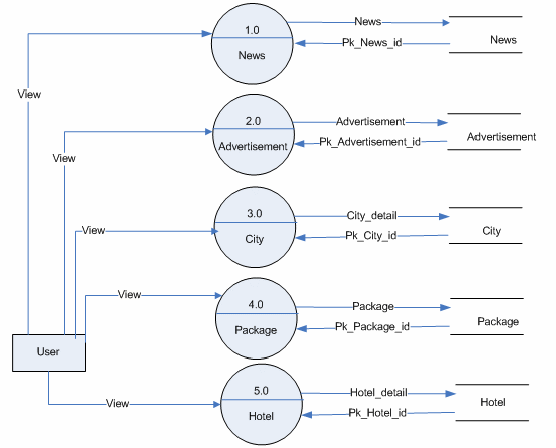 1.0
News
News
Pk_News_id
News
View
2.0
Advertisement
Advertisement
Pk_Advertisement_id
Advertisement
View
3.0
City
City_detail
Pk_City_id
City
View
4.0
Package
Package
Pk_Package_id
Package
View
User
5.0
Hotel
Hotel_detail
Pk_Hotel_id
Hotel
View